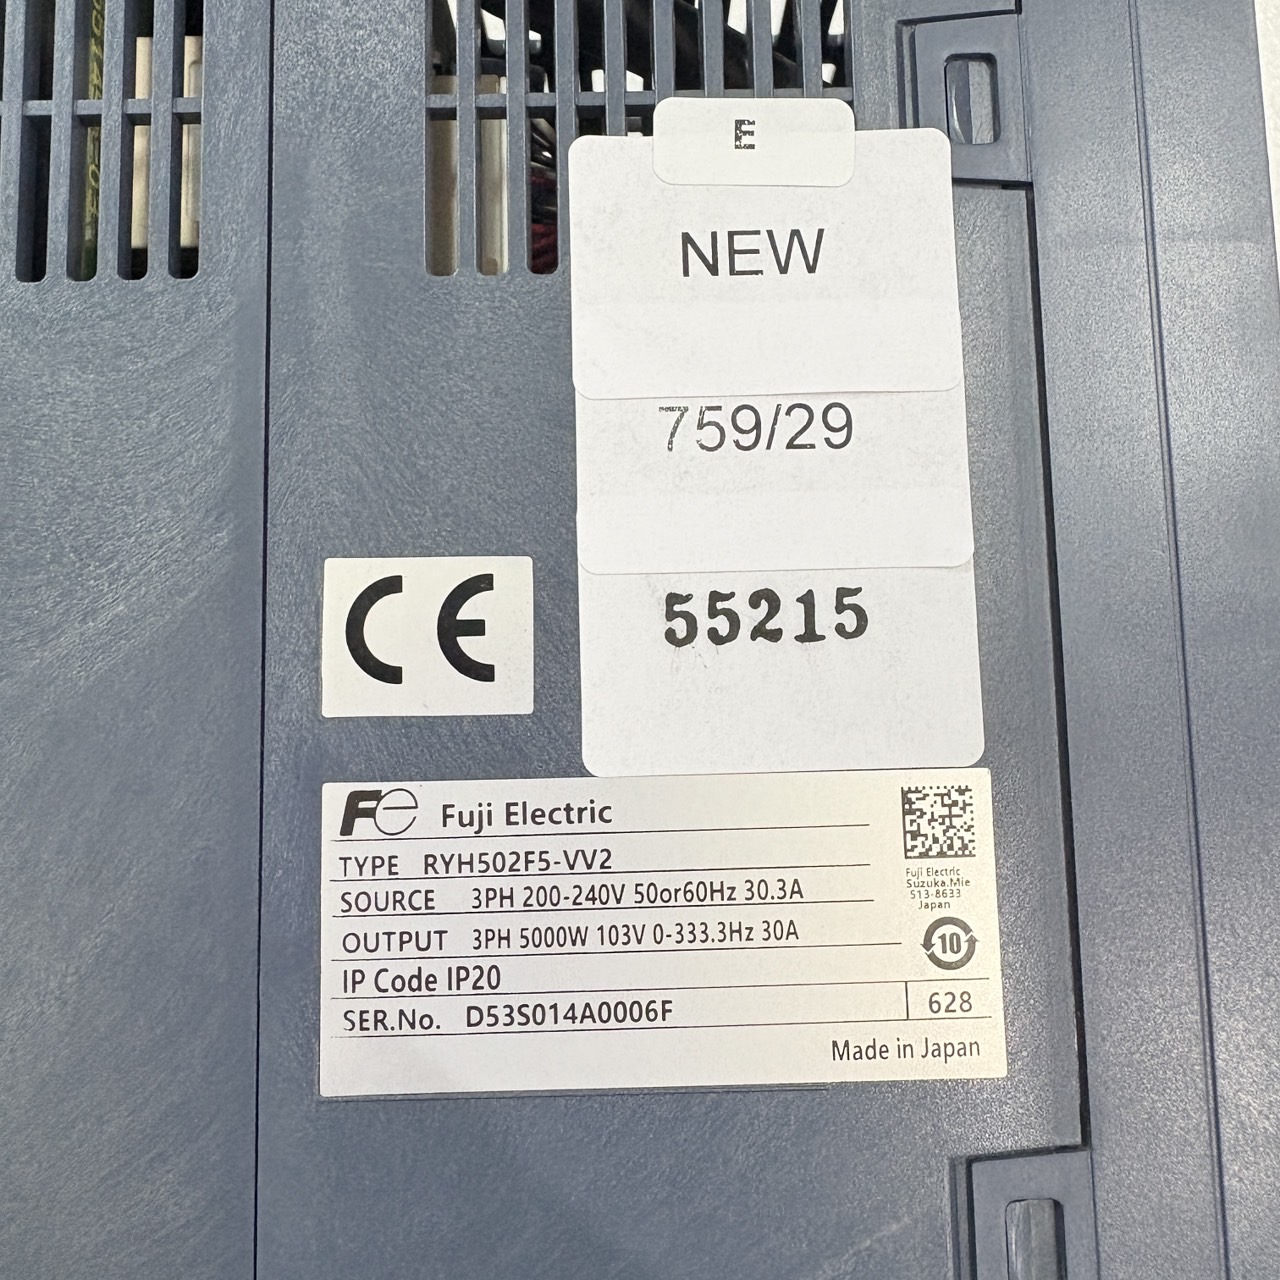 E
NEW
759/29
55215
CE
Fe Fuji Electric
TYPE RYH502F5-VV2
SOURCE 3PH 200-240V 50or60Hz 30.3A
OUTPUT 3PH 5000W 103V 0-333.3Hz 30A
IP Code IP20
SER.No. D53S014A0006F
628
Made in Japan
Fuji Electric
Suzuka.Mie
513-8633
Japan
10